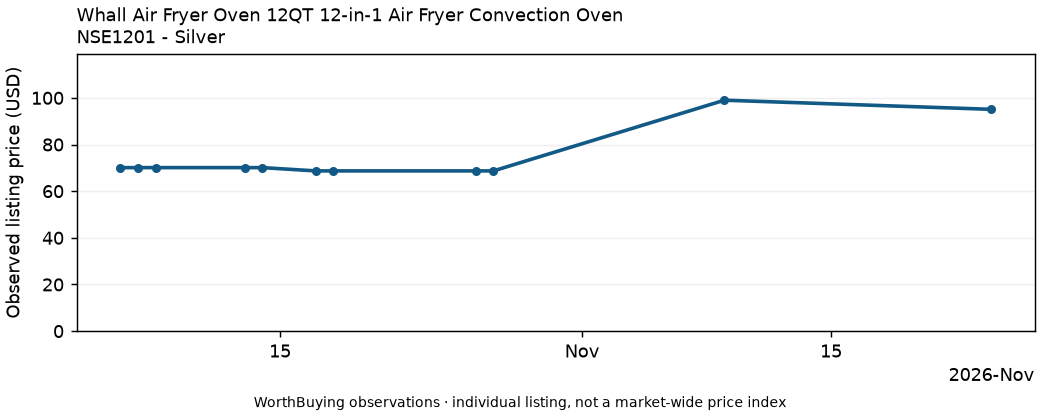 Whall Air Fryer Oven 12QT 12-in-1 Air Fryer Convection Oven
NSE1201 - Silver
Observed listing price (USD)
100
80
60
40
20
0
15
Nov
15
2026-Nov
WorthBuying observations · individual listing, not a market-wide price index